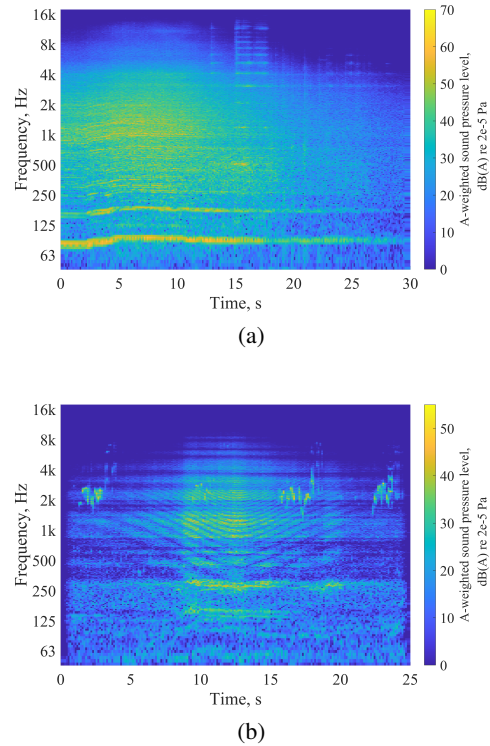 16k
8k
4k
2k
1k
500
250
125
63
Frequency, Hz
0 5 10 15 20 25 30
Time, s
70
60
50
40
30
20
10
0
A-weighted sound pressure level,
dB(A) re 2e-5 Pa
(a)
16k
8k
4k
2k
1k
500
250
125
63
Frequency, Hz
0 5 10 15 20 25
Time, s
50
40
30
20
10
0
A-weighted sound pressure level,
dB(A) re 2e-5 Pa
(b)